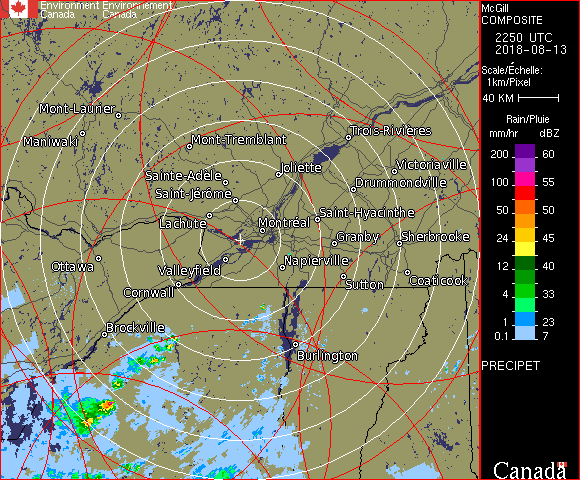 Environment Environnement
Canada Canada
McGill
COMPOSITE
2250 UTC
2018-08-13
Scale/Échelle:
1km/Pixel
40 KM
Rain/Pluie
mm/hr dBZ
200 60
55
100 55
50 50
24 45
12 40
4 33
1 23
0.1 7
PRECIPET
Canada
Mont-Laurier
Maniwaki
Mont-Tremblant
Trois-Rivières
Sainte-Adèle
Joliette
Victoriaville
Saint-Jérôme
Drummondville
Lachute
Montréal
Saint-Hyacinthe
Granby
Sherbrooke
Ottawa
Valleyfield
Napierville
Cornwall
Sutton
Coaticook
Brockville
Burlington